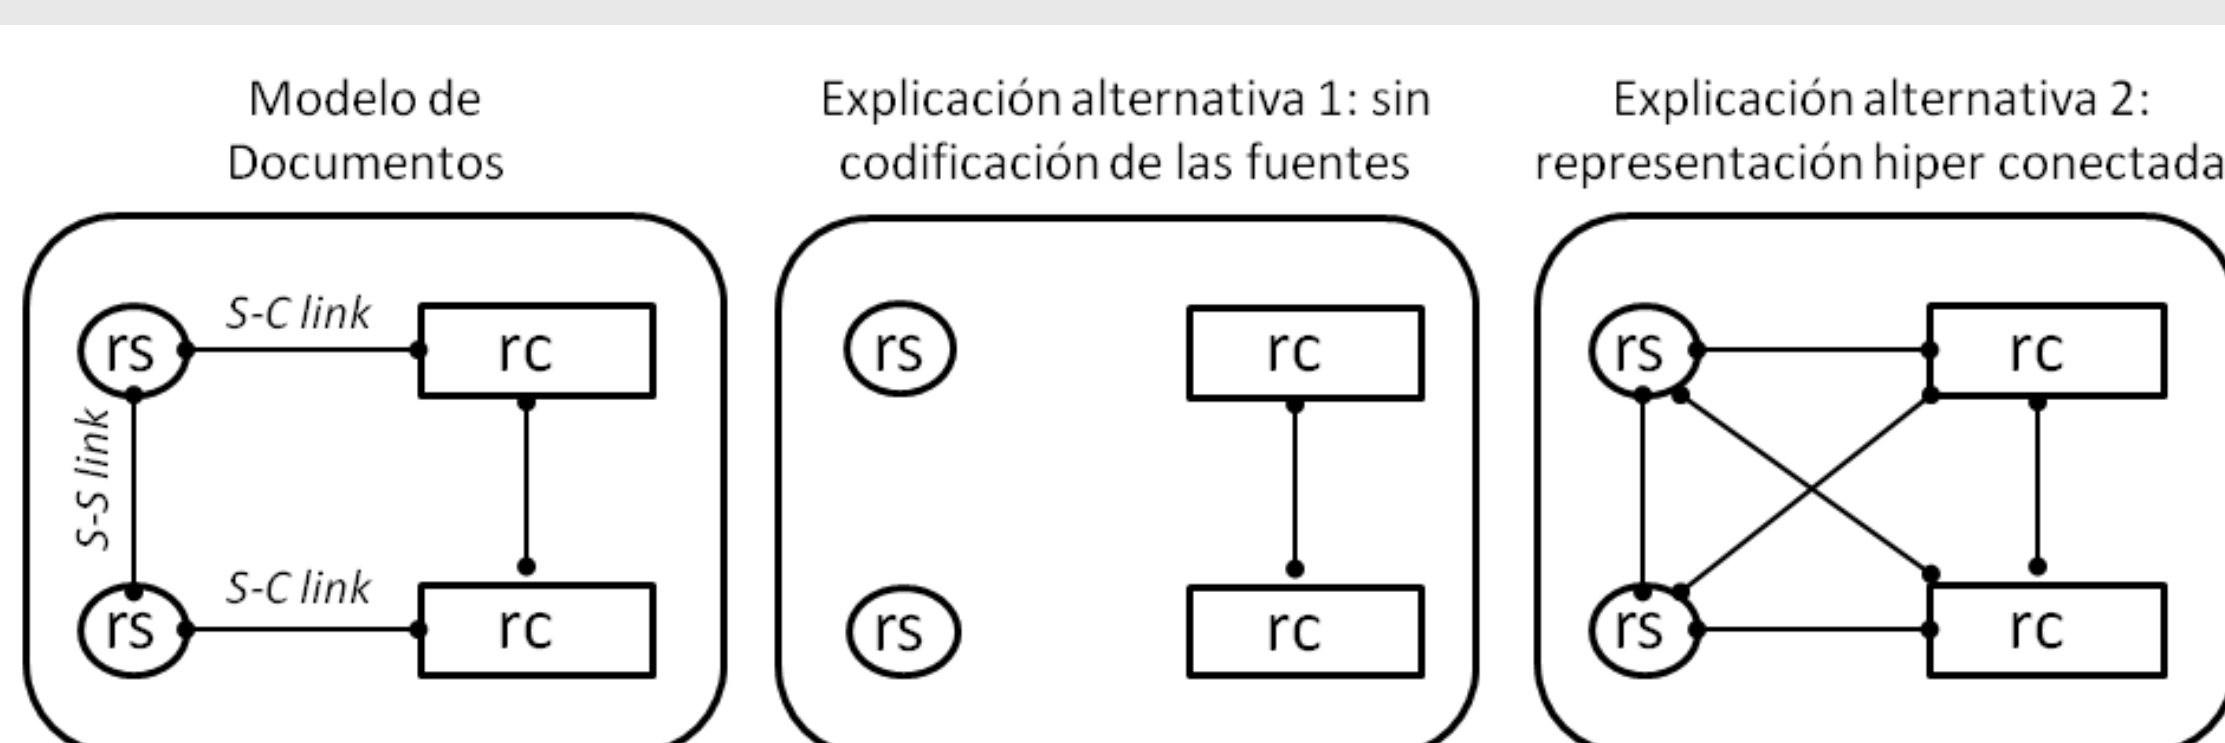 Modelo de
Documentos
S-C link
rs
rc
S-S link
S-C link
rs
rc
Explicación alternativa 1: sin
codificación de las fuentes
rs
rc
rs
rc
Explicación alternativa 2:
representación hiper conectada
rs
rc
rs
rc